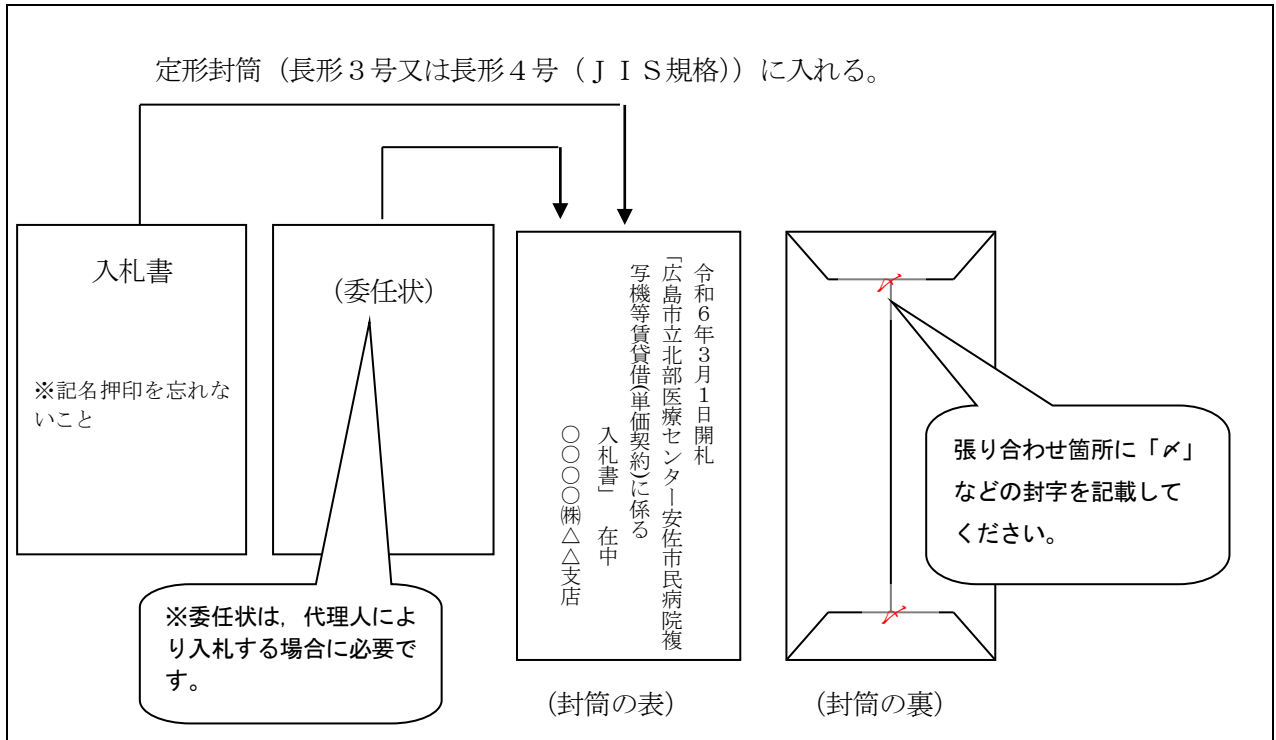 定形封筒（長形３号又は長形４号（ＪＩＳ規格））に入れる。
入札書
※記名押印を忘れな
いこと
（委任状）
※委任状は，代理人によ
り入札する場合に必要で
す。
令和６年３月１日開札
「広島市立北部医療センター安佐市民病院複
写機等賃貸借(単価契約)に係る
入札書」　在中
○○○○○㈱△△支店
（封筒の表）
〆
〆
張り合わせ箇所に「〆」
などの封字を記載して
ください。
（封筒の裏）